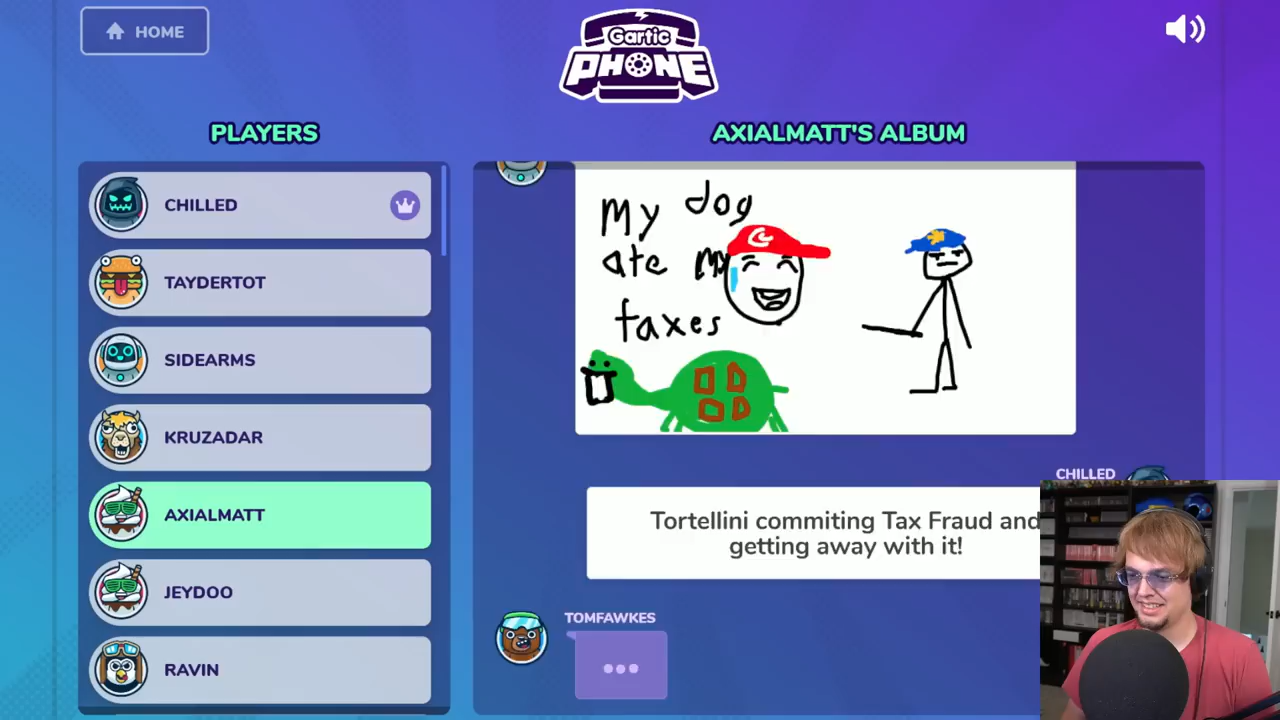 HOME
Gartic
PHONE
PLAYERS
AXIALMATT'S ALBUM
CHILLED
TAYDERTOT
SIDEARMS
KRUZADAR
AXIALMATT
JEYDOO
RAVIN
my dog
ate my
taxes
CHILLED
Tortellini commiting Tax Fraud and
getting away with it!
TOMFAWKES